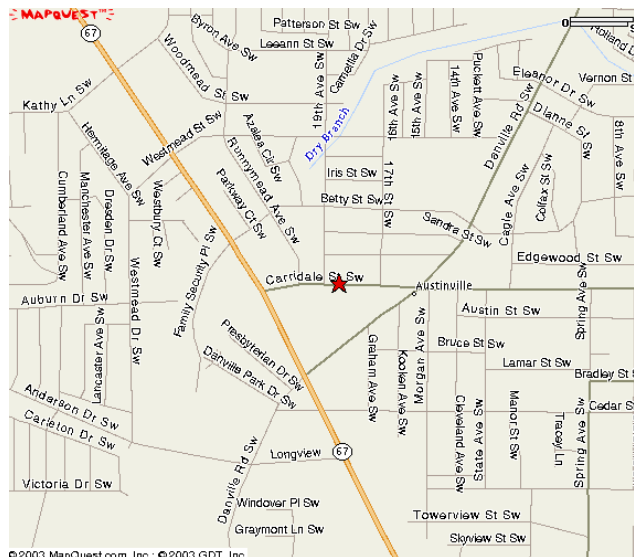 MAPQUEST
67
Byron Ave Sw
Patterson St Sw
Leeann St Sw
Woodmead St Sw
Camellia Dr Sw
19th Ave Sw
Puckett Ave Sw
14th Ave Sw
15th Ave Sw
16th Ave Sw
0
Danville Rd Sw
Eleanor Dr Sw
Vernon St
Dianne St
8th Ave Sw
Kathy Ln Sw
Hermitage Ave Sw
Westmead St Sw
Azalea Cir Sw
Runnymead Ave Sw
Dry Branch
Iris St Sw
17th St Sw
Betty St Sw
Sandra St Sw
Cagle Ave Sw
Colfax St Sw
Cumberland Ave Sw
Manchester Ave Sw
Dresden Dr Sw
Westbury Ct Sw
Westmead Dr Sw
Parkway Ct Sw
Family Security Pl Sw
Edgewood St Sw
Carridale St Sw
Austinville
Auburn Dr Sw
Lancaster Ave Sw
Austin St Sw
Spring Ave Sw
Presbyterian Dr Sw
Danville Park Dr Sw
Graham Ave Sw
Kooken Ave Sw
Morgan Ave Sw
Bruce St Sw
Lamar St Sw
Bradley St Sw
Anderson Dr Sw
Carleton Dr Sw
Cleveland Ave Sw
State Ave Sw
Manor St Sw
Tracey Ln
Spring Ave Sw
Cedar St
Longview
67
Danville Rd Sw
Victoria Dr Sw
Windover Pl Sw
Graymont Ln Sw
Towerview St Sw
Skyview St Sw
©2003 MapQuest.com, Inc.; ©2003 GDT, Inc.